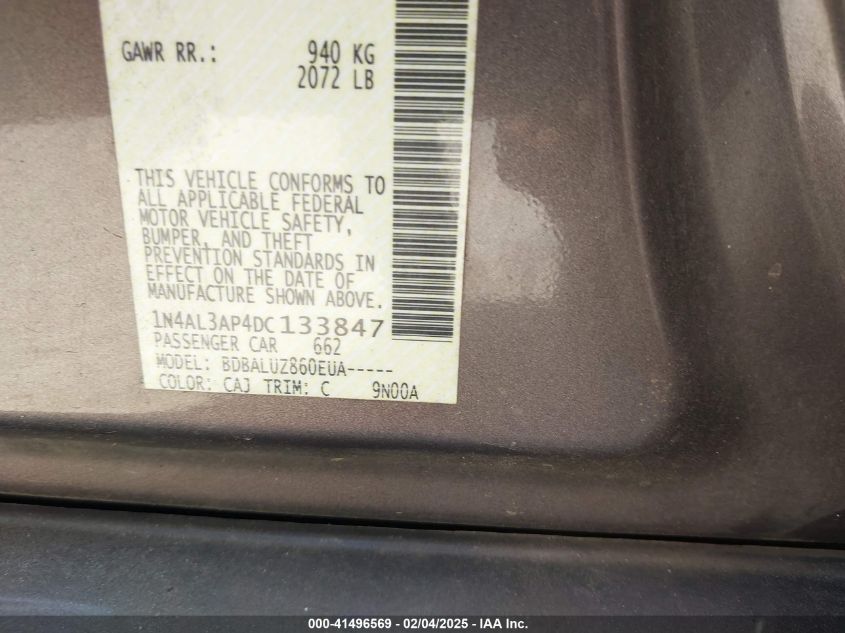 GAWR RR.: 940 KG
2072 LB
THIS VEHICLE CONFORMS TO
ALL APPLICABLE FEDERAL
MOTOR VEHICLE SAFETY,
BUMPER, AND THEFT
PREVENTION STANDARDS IN
EFFECT ON THE DATE OF
MANUFACTURE SHOWN ABOVE.
1N4AL3AP4DC133847
PASSENGER CAR 662
MODEL: BDBALUZ860EUA-----
COLOR: CAJ TRIM: C 9N00A
000-41496569 - 02/04/2025 - IAA Inc.